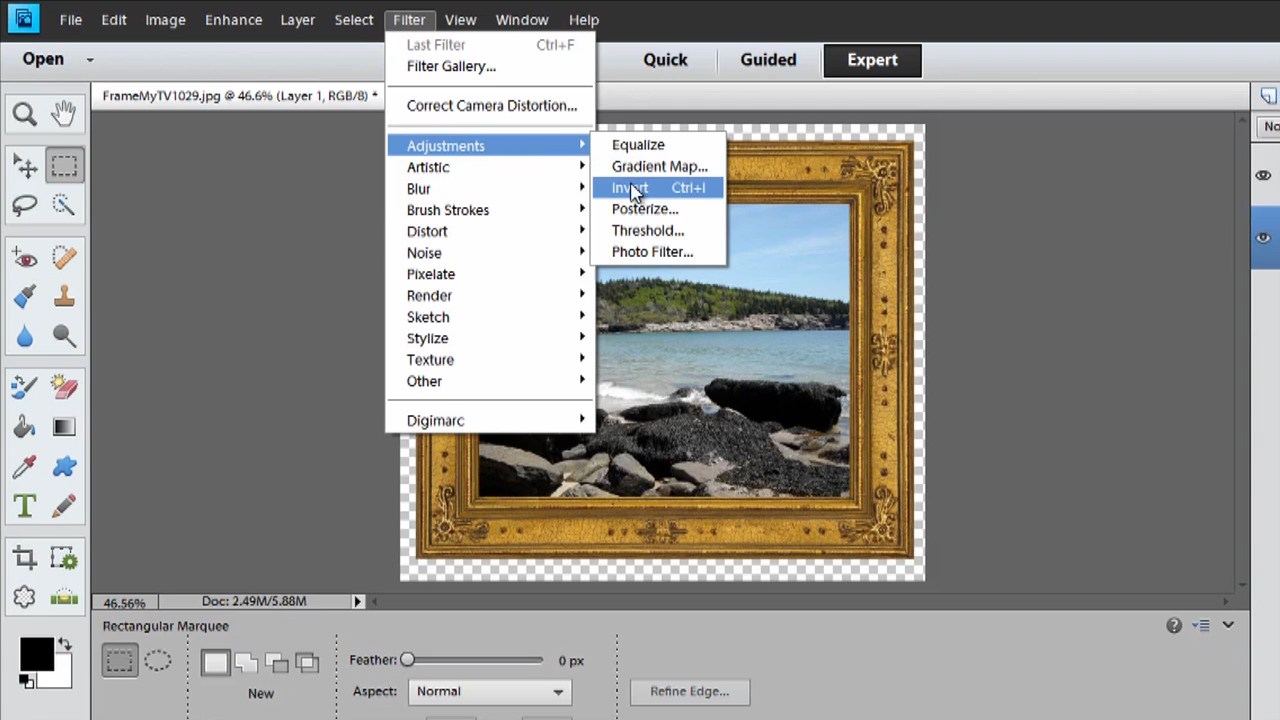 File Edit Image Enhance Layer Select Filter View Window Help
Open Quick Guided Expert
FrameMyTV1029.jpg @ 46.6% (Layer 1, RGB/8) *
Last Filter Ctrl+F
Filter Gallery...
Correct Camera Distortion...
Adjustments
Artistic
Blur
Brush Strokes
Distort
Noise
Pixelate
Render
Sketch
Stylize
Texture
Other
Digimarc
Equalize
Gradient Map...
Invert Ctrl+I
Posterize...
Threshold...
Photo Filter...
No
T
46.56% Doc: 2.49M/5.88M
Rectangular Marquee
Feather: 0 px
New
Aspect: Normal
Refine Edge...